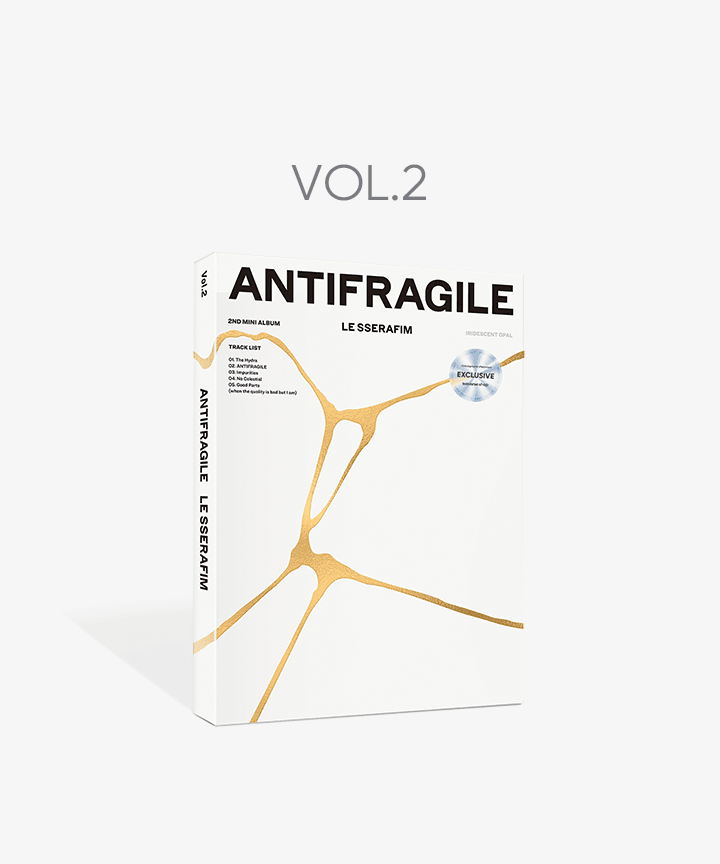 VOL.2
Vol.2
ANTIFRAGILE LE SSERAFIM
ANTIFRAGILE
2ND MINI ALBUM
LE SSERAFIM
IRIDESCENT OPAL
TRACK LIST
01. The Hydra
02. ANTIFRAGILE
03. Impurities
04. No Celestial
05. Good Parts
(when the quality is bad but I am)
EXCLUSIVE